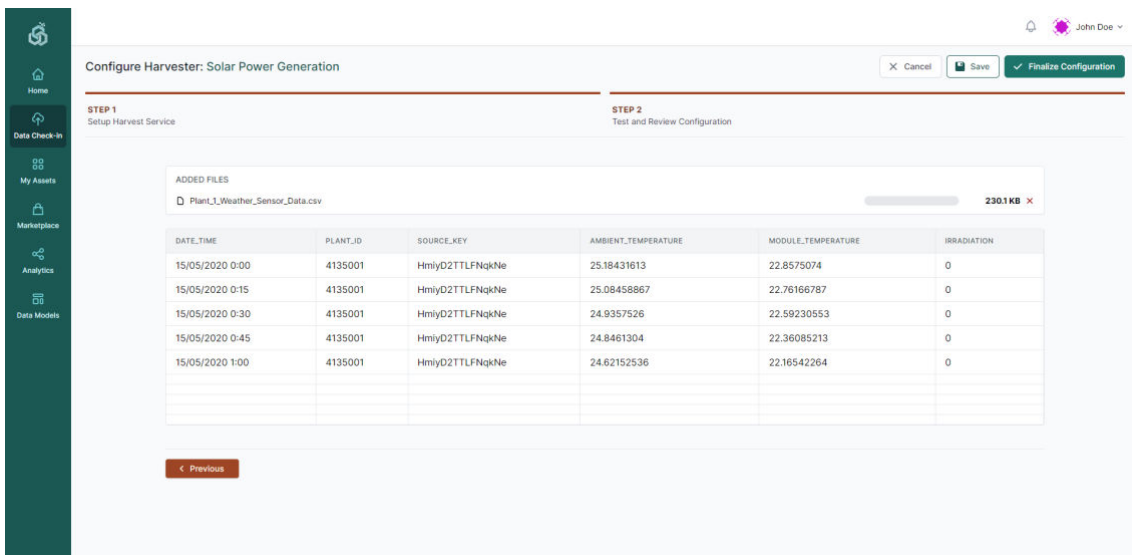 John Doe
Configure Harvester: Solar Power Generation
Cancel
Save
Finalize Configuration
Home
Data Check-in
My Assets
Marketplace
Analytics
Data Models
STEP 1
Setup Harvest Service
STEP 2
Test and Review Configuration
ADDED FILES
Plant_1_Weather_Sensor_Data.csv 230.1 KB
DATE_TIME PLANT_ID SOURCE_KEY AMBIENT_TEMPERATURE MODULE_TEMPERATURE IRRADIATION
15/05/2020 0:00 4135001 HmiyD2TTLFNqkNe 25.18431613 22.8575074 0
15/05/2020 0:15 4135001 HmiyD2TTLFNqkNe 25.08458867 22.76166787 0
15/05/2020 0:30 4135001 HmiyD2TTLFNqkNe 24.9357526 22.59230553 0
15/05/2020 0:45 4135001 HmiyD2TTLFNqkNe 24.8461304 22.36085213 0
15/05/2020 1:00 4135001 HmiyD2TTLFNqkNe 24.62152536 22.16542264 0
Previous